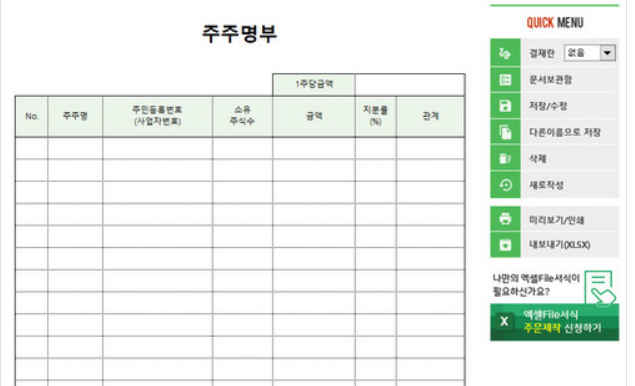 주주명부
1주당금액
No.
주주명
주민등록번호
(사업자번호)
소유
주식수
금액
지분율
(%)
관계
QUICK MENU
결재란 없음
문서보관함
저장/수정
다른이름으로 저장
삭제
새로작성
미리보기/인쇄
내보내기(XLSX)
나만의 엑셀File서식이
필요하신가요?
X
엑셀File서식
주문제작 신청하기